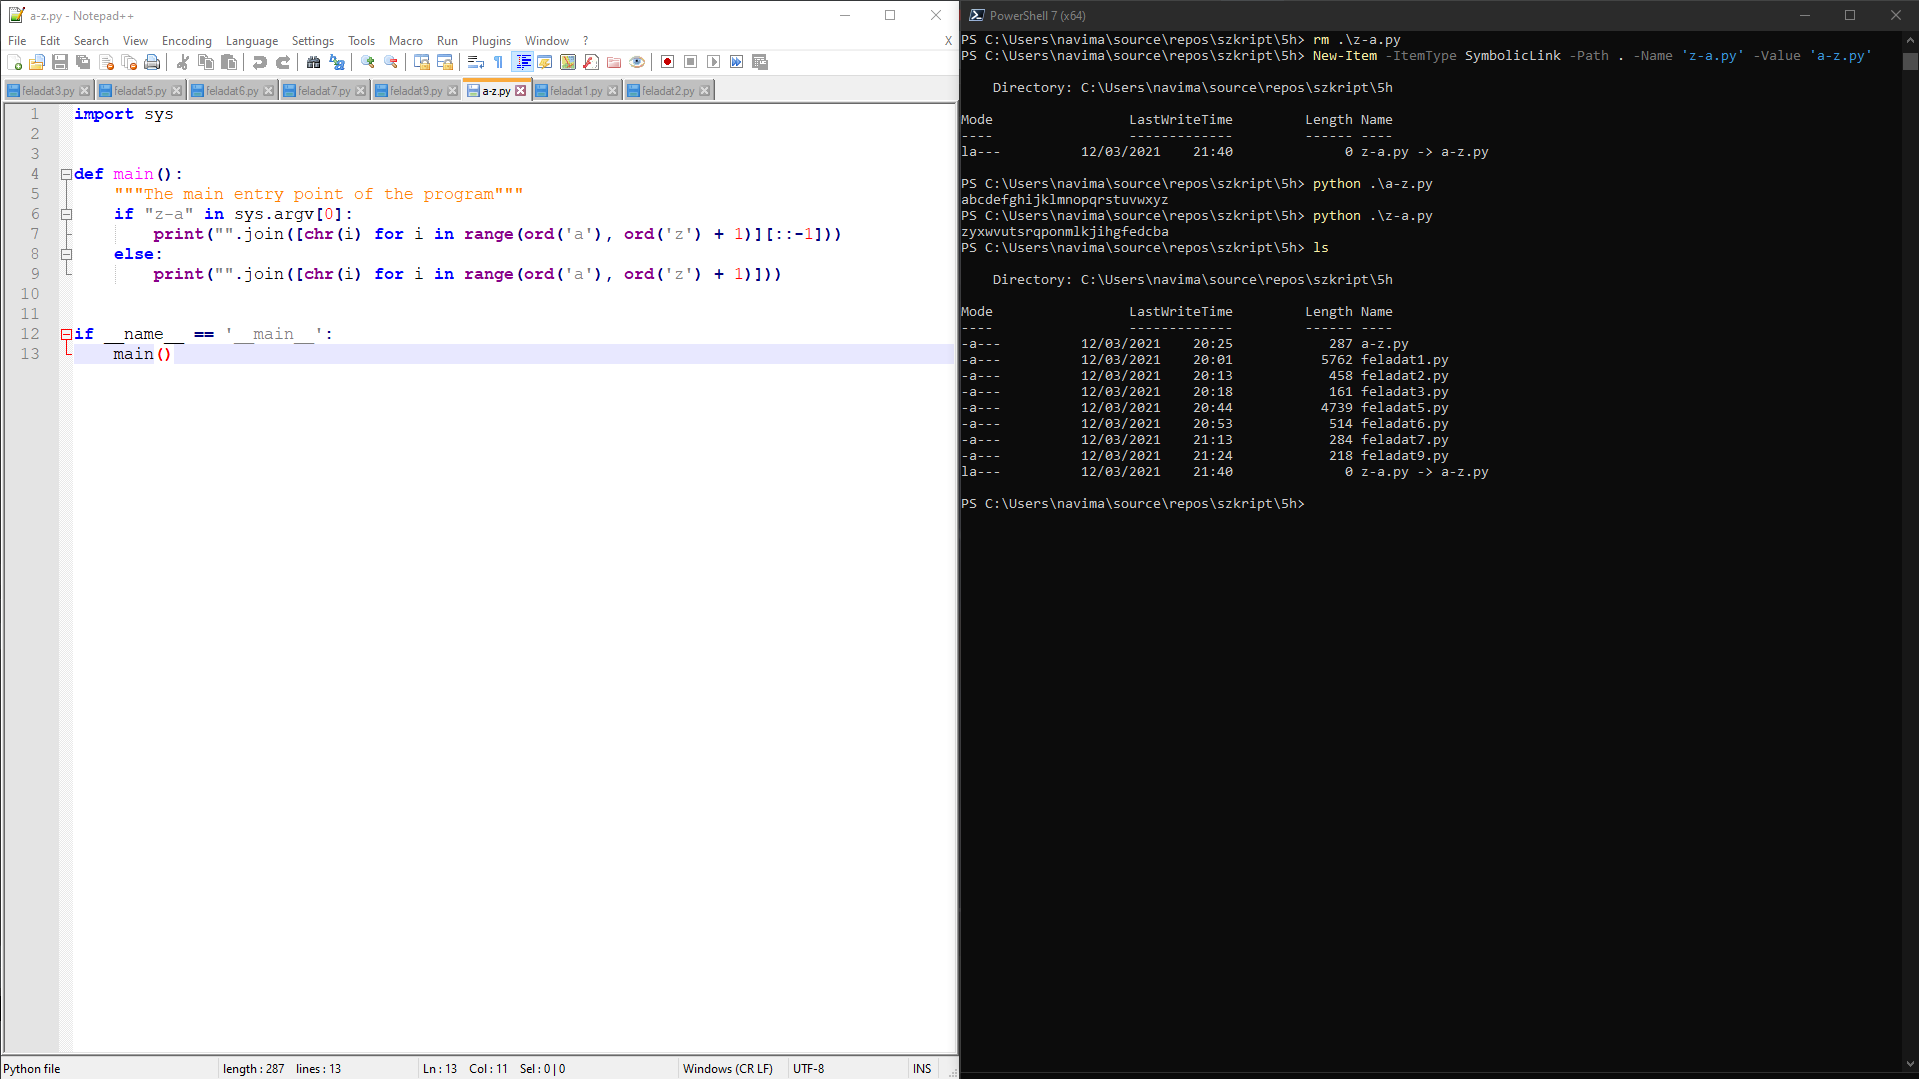 a-z.py - Notepad++
File Edit Search View Encoding Language Settings Tools Macro Run Plugins Window ? X
feladat3.py feladat5.py feladat6.py feladat7.py feladat9.py a-z.py feladat1.py feladat2.py
1 import sys
2
3
4 def main():
5 """The main entry point of the program"""
6 if "z-a" in sys.argv[0]:
7 print("".join([chr(i) for i in range(ord('a'), ord('z') + 1)][::-1]))
8 else:
9 print("".join([chr(i) for i in range(ord('a'), ord('z') + 1)]))
10
11
12 if __name__ == '__main__':
13 main()
Python file length : 287 lines : 13 Ln : 13 Col : 11 Sel : 0 | 0 Windows (CR LF) UTF-8 INS
PowerShell 7 (x64)
PS C:\Users\navima\source\repos\szkript\5h> rm .\z-a.py
PS C:\Users\navima\source\repos\szkript\5h> New-Item -ItemType SymbolicLink -Path . -Name 'z-a.py' -Value 'a-z.py'
Directory: C:\Users\navima\source\repos\szkript\5h
Mode LastWriteTime Length Name
---- ------------- ------ ----
la--- 12/03/2021 21:40 0 z-a.py -> a-z.py
PS C:\Users\navima\source\repos\szkript\5h> python .\a-z.py
abcdefghijklmnopqrstuvwxyz
PS C:\Users\navima\source\repos\szkript\5h> python .\z-a.py
zyxwvutsrqponmlkjihgfedcba
PS C:\Users\navima\source\repos\szkript\5h> ls
Directory: C:\Users\navima\source\repos\szkript\5h
Mode LastWriteTime Length Name
---- ------------- ------ ----
-a--- 12/03/2021 20:25 287 a-z.py
-a--- 12/03/2021 20:01 5762 feladat1.py
-a--- 12/03/2021 20:13 458 feladat2.py
-a--- 12/03/2021 20:18 161 feladat3.py
-a--- 12/03/2021 20:44 4739 feladat5.py
-a--- 12/03/2021 20:53 514 feladat6.py
-a--- 12/03/2021 21:13 284 feladat7.py
-a--- 12/03/2021 21:24 218 feladat9.py
la--- 12/03/2021 21:40 0 z-a.py -> a-z.py
PS C:\Users\navima\source\repos\szkript\5h>